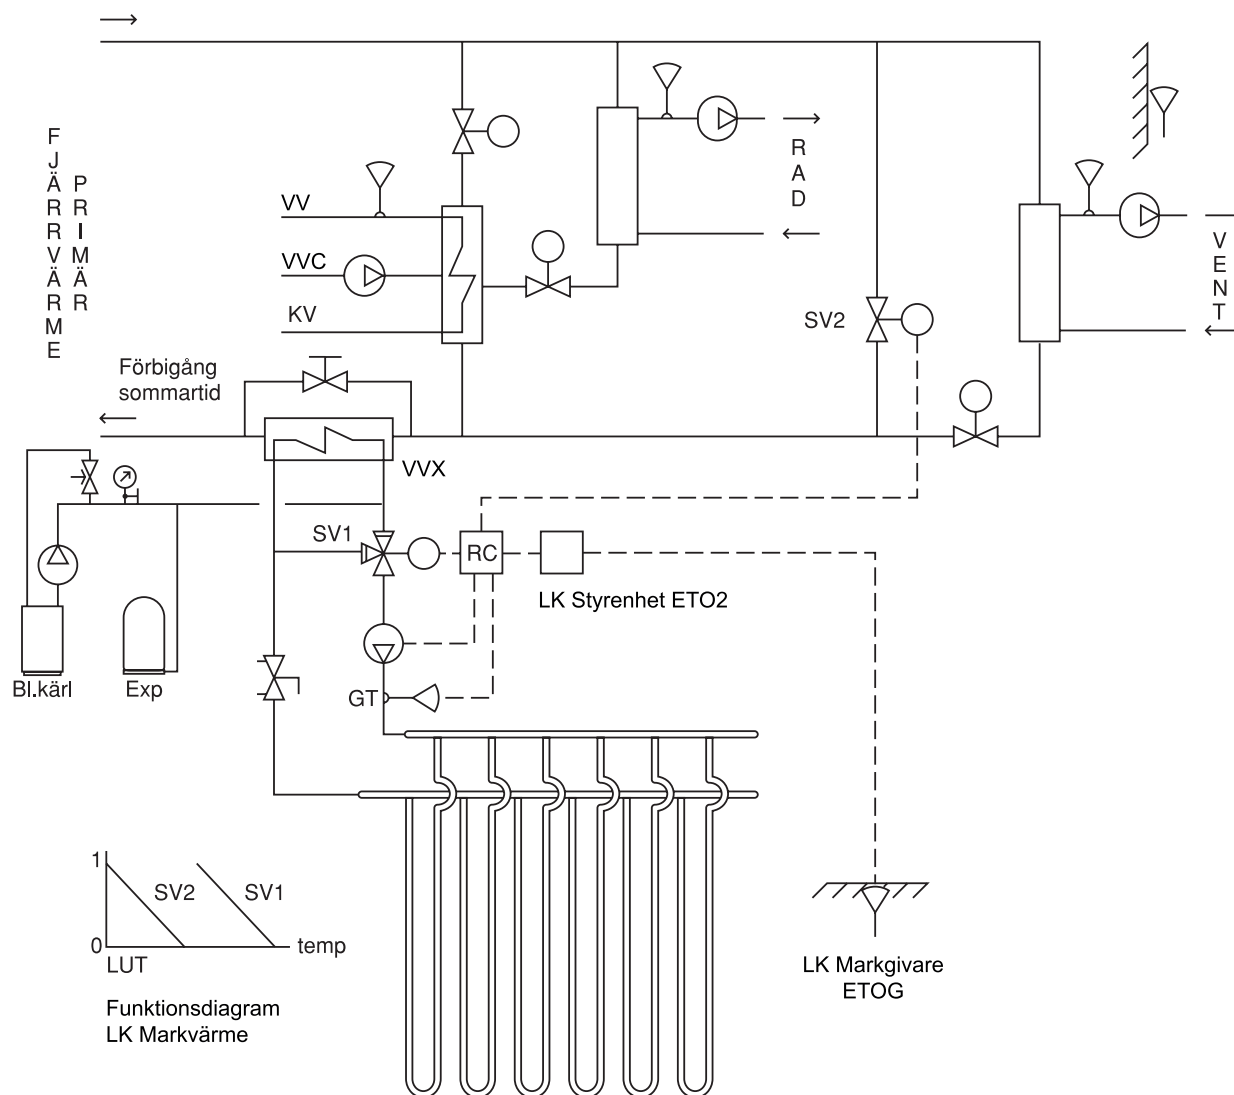 FJÄRRVÄRME
PRIMÄR
VV
VVC
KV
RAD
VENT
SV2
Förbigång
sommartid
VVX
SV1
RC
LK Styrenhet ETO2
GT
Bl.kärl
Exp
1
SV2
SV1
0
temp
LUT
Funktionsdiagram
LK Markvärme
LK Markgivare
ETOG